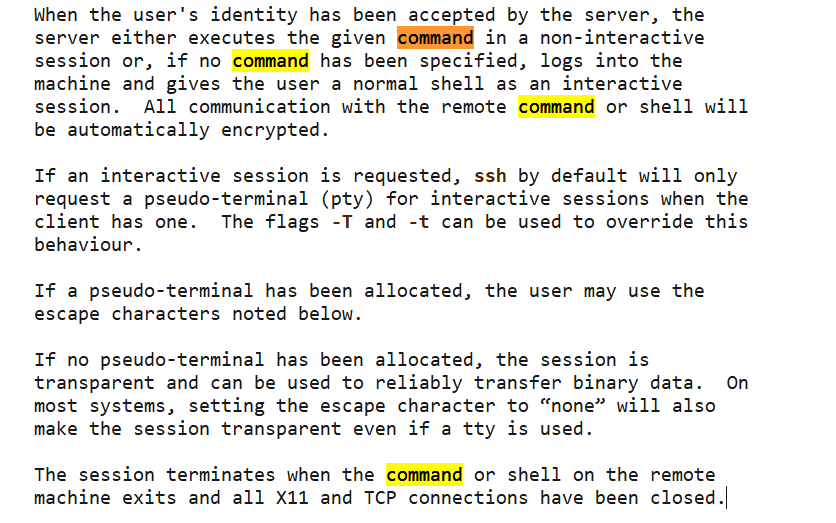 When the user's identity has been accepted by the server, the
server either executes the given command in a non-interactive
session or, if no command has been specified, logs into the
machine and gives the user a normal shell as an interactive
session.  All communication with the remote command or shell will
be automatically encrypted.

If an interactive session is requested, ssh by default will only
request a pseudo-terminal (pty) for interactive sessions when the
client has one.  The flags -T and -t can be used to override this
behaviour.

If a pseudo-terminal has been allocated, the user may use the
escape characters noted below.

If no pseudo-terminal has been allocated, the session is
transparent and can be used to reliably transfer binary data.  On
most systems, setting the escape character to “none” will also
make the session transparent even if a tty is used.

The session terminates when the command or shell on the remote
machine exits and all X11 and TCP connections have been closed.